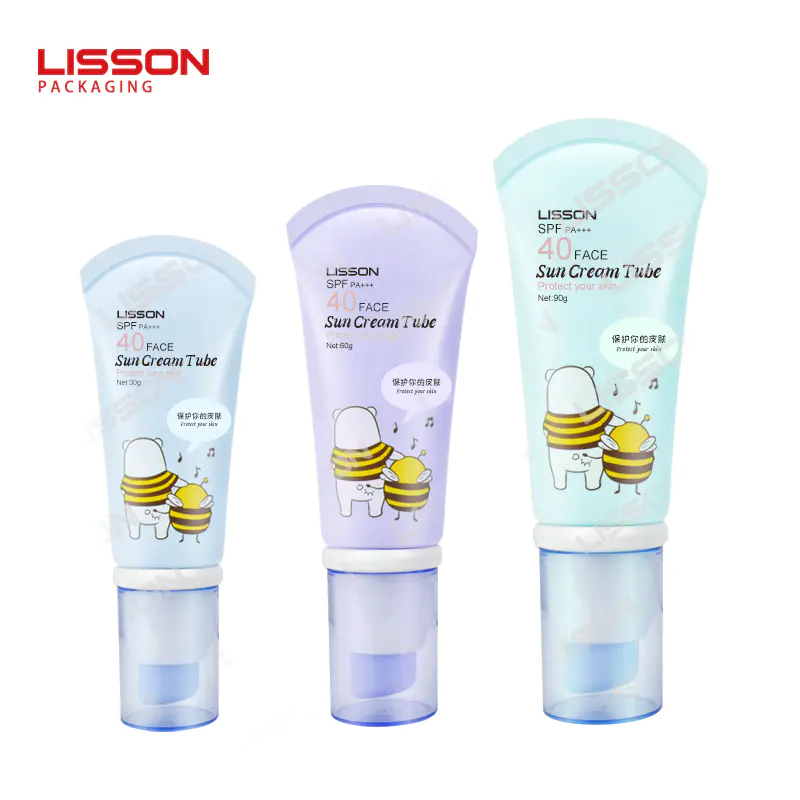 LISSON
PACKAGING
LISSON
SPF PA+++
40 FACE
Sun Cream Tube
Protect your skin
Net:30g
保护你的皮肤
Protect your skin
LISSON
SPF PA+++
40 FACE
Sun Cream Tube
Net:60g
保护你的皮肤
Protect your skin
LISSON
SPF PA+++
40 FACE
Sun Cream Tube
Protect your skin
Net:90g
保护你的皮肤
Protect your skin